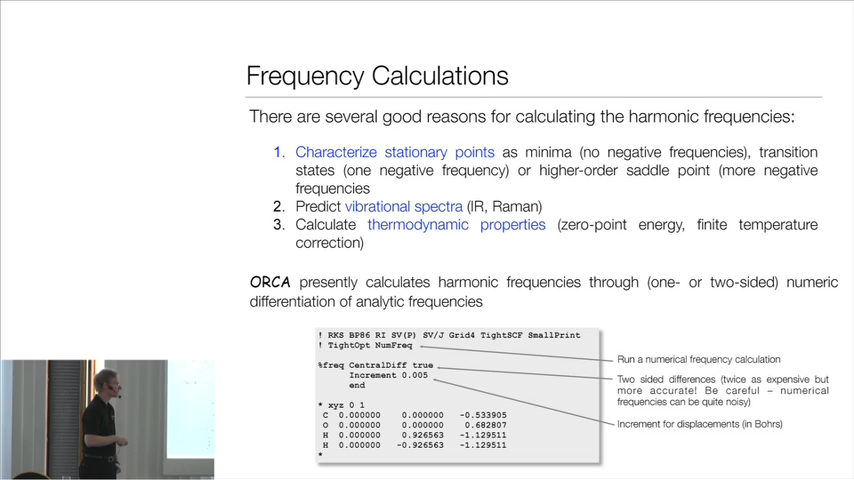 Frequency Calculations
There are several good reasons for calculating the harmonic frequencies:
1. Characterize stationary points as minima (no negative frequencies), transition
states (one negative frequency) or higher-order saddle point (more negative
frequencies
2. Predict vibrational spectra (IR, Raman)
3. Calculate thermodynamic properties (zero-point energy, finite temperature
correction)
ORCA presently calculates harmonic frequencies through (one- or two-sided) numeric
differentiation of analytic frequencies
! RKS BP86 RI SV(P) SV/J Grid4 TightSCF SmallPrint
! TightOpt NumFreq
%freq CentralDiff true
Increment 0.005
end
* xyz 0 1
C 0.000000 0.000000 -0.533905
O 0.000000 0.000000 0.682807
H 0.000000 0.926563 -1.129511
H 0.000000 -0.926563 -1.129511
*
Run a numerical frequency calculation
Two sided differences (twice as expensive but
more accurate! Be careful – numerical
frequencies can be quite noisy)
Increment for displacements (in Bohrs)